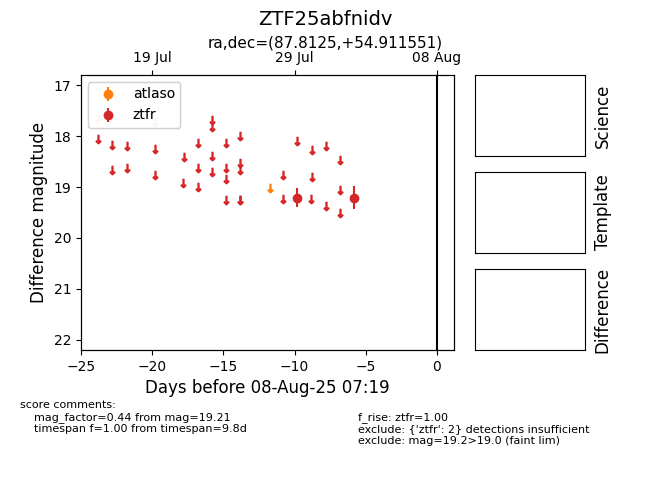 ZTF25abfnidv
ra,dec=(87.8125,+54.911551)
19 Jul 29 Jul 08 Aug
17
18
19
20
21
22
Difference magnitude
atlaso
ztfr
−25 −20 −15 −10 −5 0
Days before 08-Aug-25 07:19
Science
Template
Difference
score comments:
mag_factor=0.44 from mag=19.21
timespan f=1.00 from timespan=9.8d
f_rise: ztfr=1.00
exclude: {'ztfr': 2} detections insufficient
exclude: mag=19.2>19.0 (faint lim)